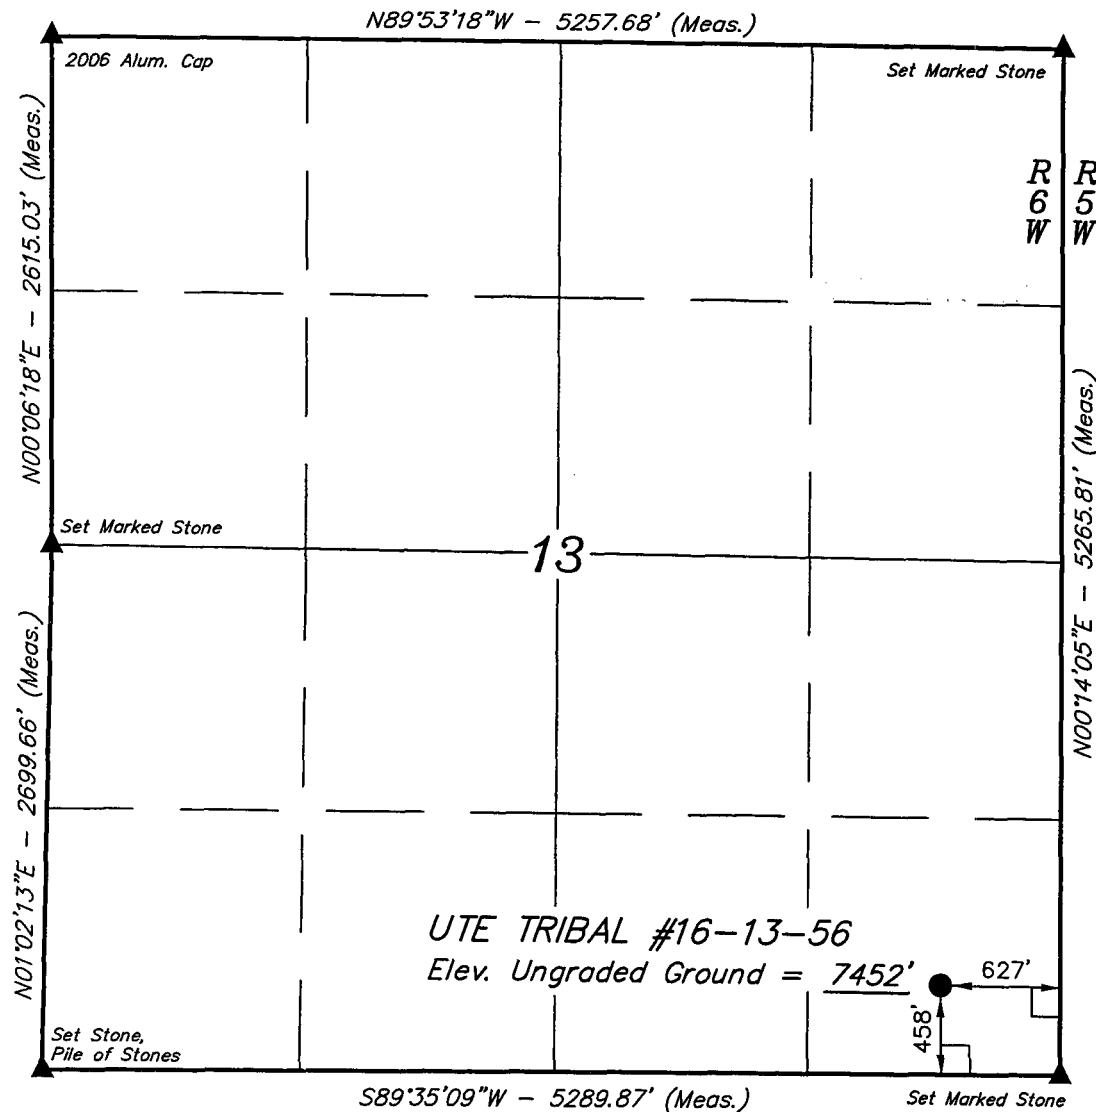 N89°53'18"W - 5257.68' (Meas.)
2006 Alum. Cap
Set Marked Stone
N00°06'18"E - 2615.03' (Meas.)
R R
6 5
W W
Set Marked Stone
13
N00°14'05"E - 5265.81' (Meas.)
N01°02'13"E - 2699.66' (Meas.)
UTE TRIBAL #16-13-56
Elev. Ungraded Ground = 7452'
627'
458'
Set Stone,
Pile of Stones
S89°35'09"W - 5289.87' (Meas.)
Set Marked Stone